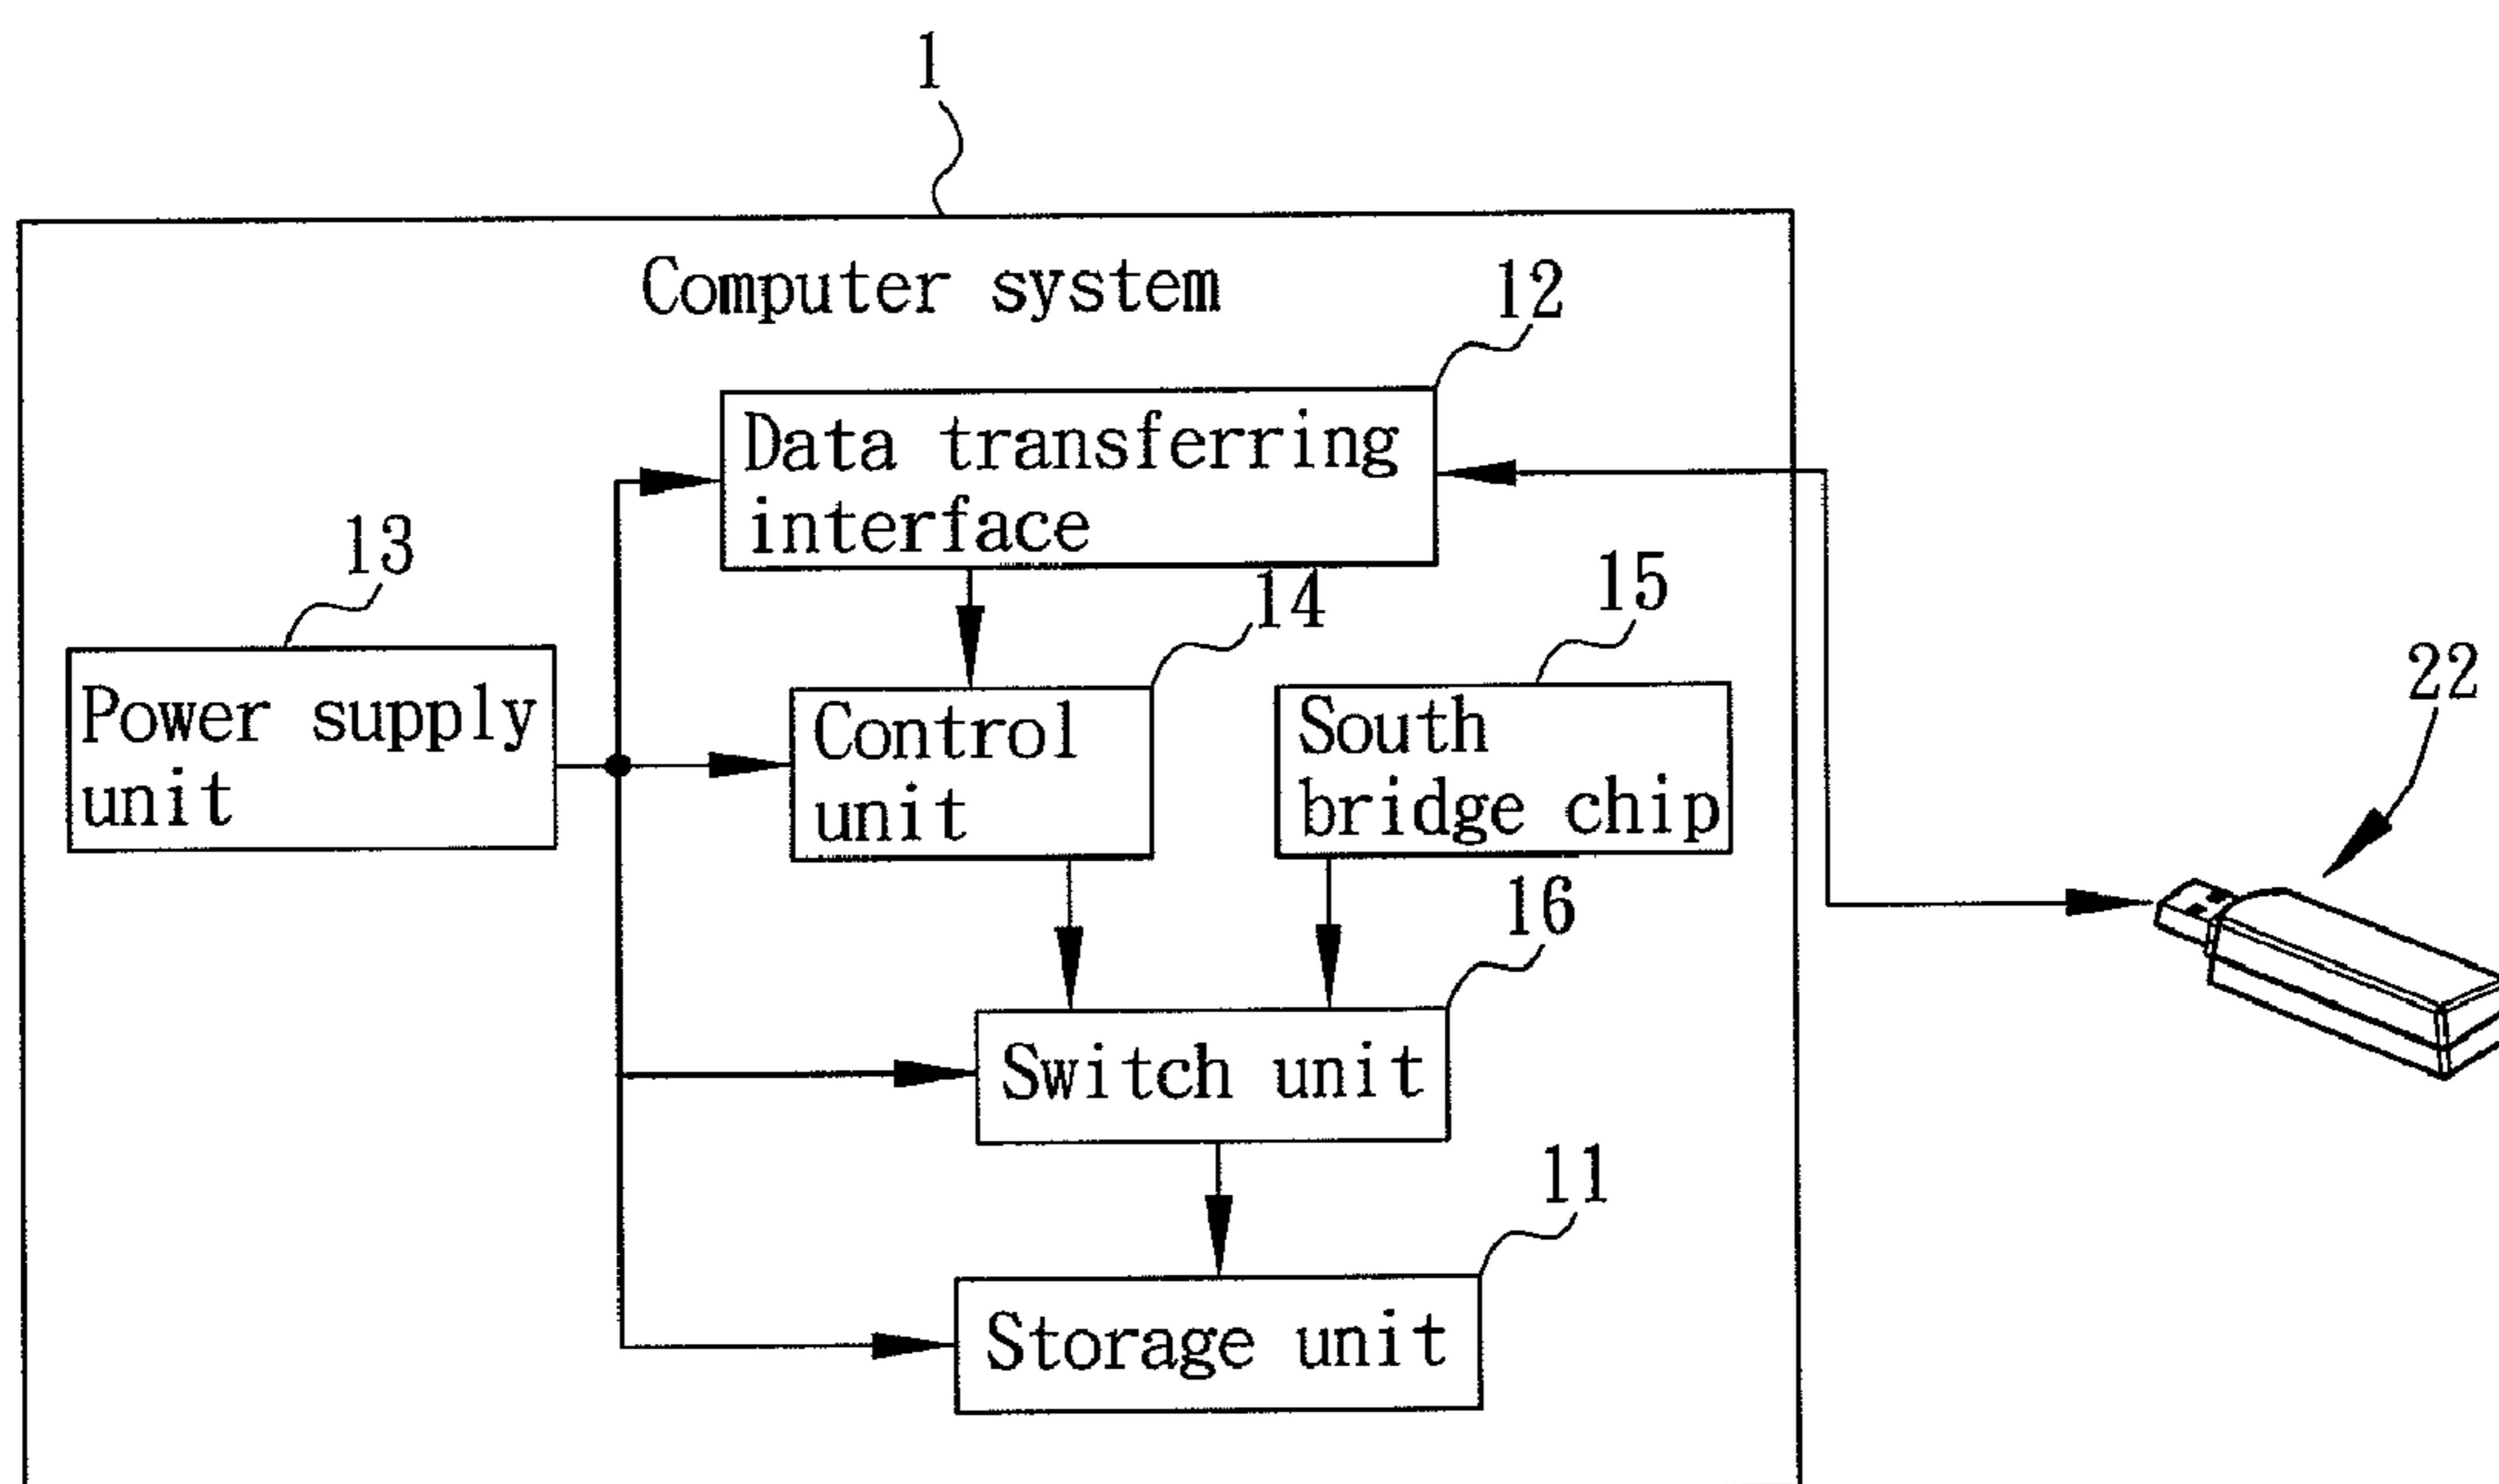 1
Computer system
12
Data transferring
interface
13
14
15
22
Power supply
unit
Control
unit
South
bridge chip
16
Switch unit
11
Storage unit